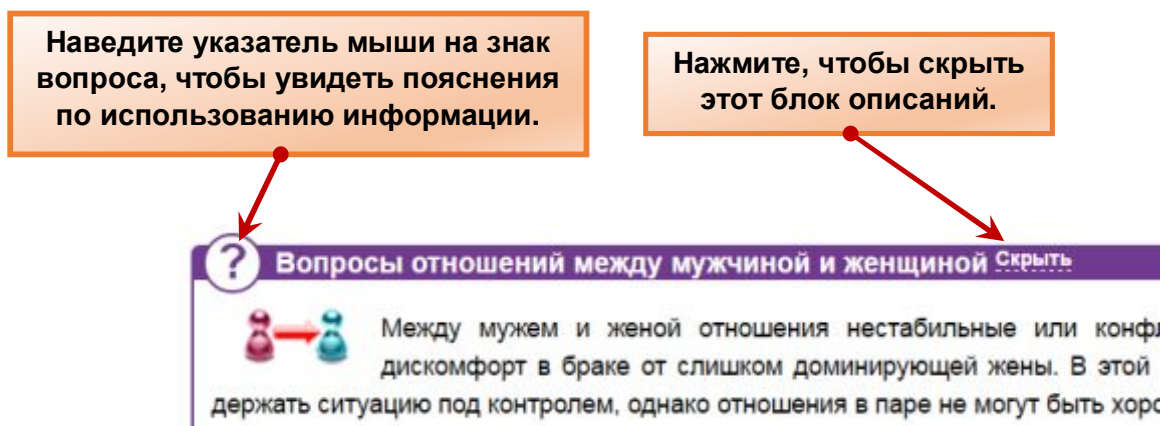 Наведите указатель мыши на знак
вопроса, чтобы увидеть пояснения
по использованию информации.
Нажмите, чтобы скрыть
этот блок описаний.
? Вопросы отношений между мужчиной и женщиной Скрыть
Между мужем и женой отношения нестабильные или
дискомфорт в браке от слишком доминирующей жены. В этой
держать ситуацию под контролем, однако отношения в паре не могут быть